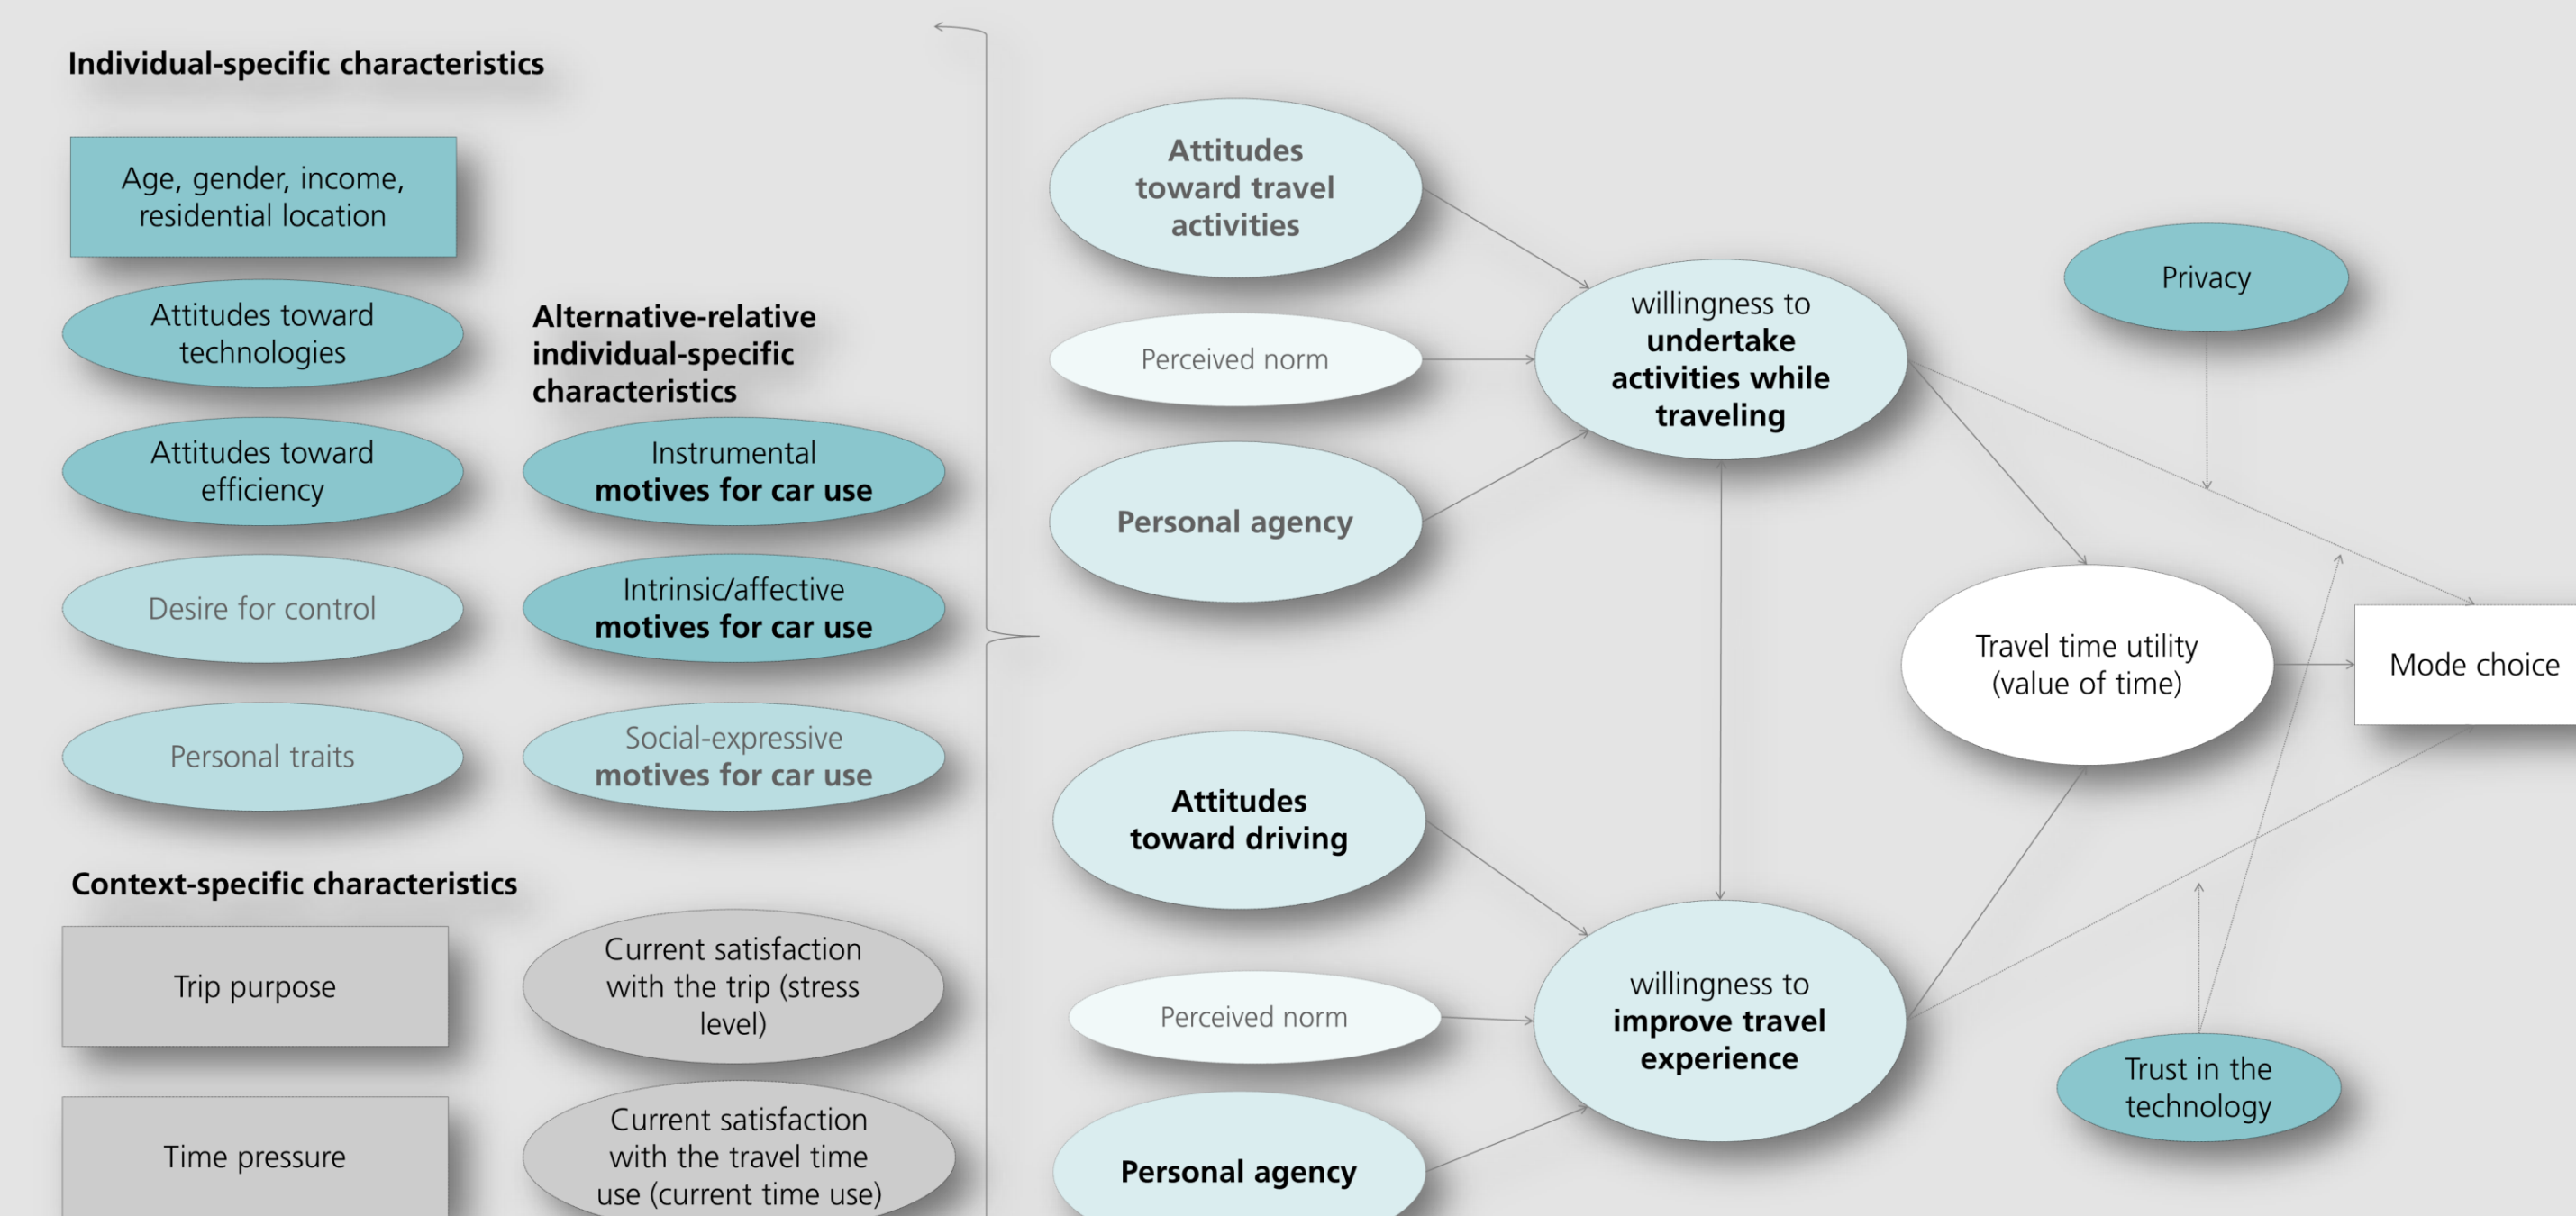 Individual-specific characteristics
Age, gender, income,
residential location
Attitudes toward
technologies
Attitudes toward
efficiency
Desire for control
Personal traits
Alternative-relative
individual-specific
characteristics
Instrumental
motives for car use
Intrinsic/affective
motives for car use
Social-expressive
motives for car use
Context-specific characteristics
Trip purpose
Time pressure
Current satisfaction
with the trip (stress
level)
Current satisfaction
with the travel time
use (current time use)
Attitudes
toward travel
activities
Perceived norm
Personal agency
willingness to
undertake
activities while
traveling
Attitudes
toward driving
Perceived norm
Personal agency
willingness to
improve travel
experience
Privacy
Travel time utility
(value of time)
Mode choice
Trust in the
technology